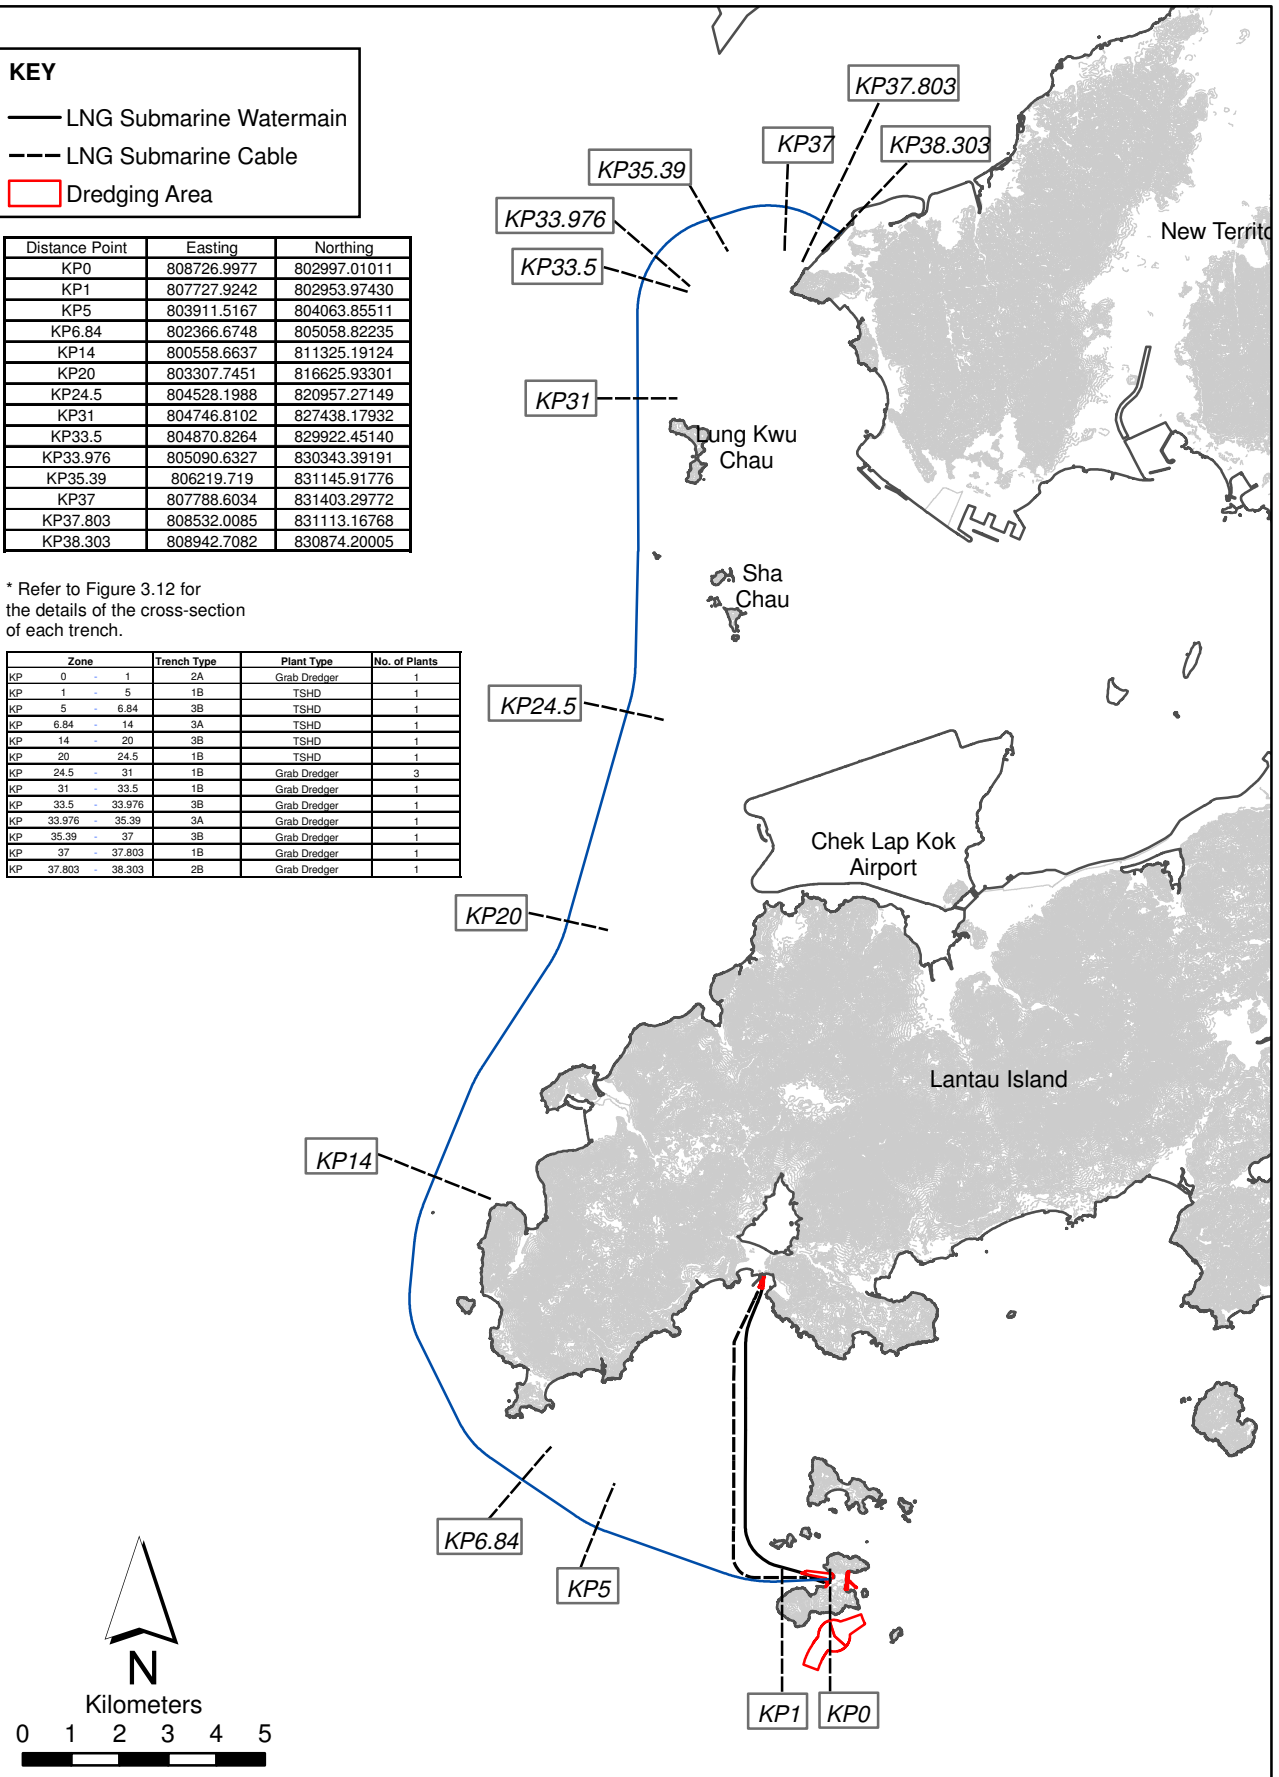 KEY
LNG Submarine Watermain
LNG Submarine Cable
Dredging Area
Distance Point Easting Northing
KP0 808726.9977 802997.01011
KP1 807727.9242 802953.97430
KP5 803911.5167 804063.85511
KP6.84 802366.6748 805058.82235
KP14 800558.6637 811325.19124
KP20 803307.7451 816625.93301
KP24.5 804528.1988 820957.27149
KP31 804746.8102 827438.17932
KP33.5 804870.8264 829922.45140
KP33.976 805090.6327 830343.39191
KP35.39 806219.719 831145.91776
KP37 807788.6034 831403.29772
KP37.803 808532.0085 831113.16768
KP38.303 808942.7082 830874.20005
* Refer to Figure 3.12 for
the details of the cross-section
of each trench.
Zone Trench Type Plant Type No. of Plants
KP 0 - 1 2A Grab Dredger 1
KP 1 - 5 1B TSHD 1
KP 5 - 6.84 3B TSHD 1
KP 6.84 - 14 3A TSHD 1
KP 14 - 20 3B TSHD 1
KP 20 24.5 1B TSHD 1
KP 24.5 - 31 1B Grab Dredger 3
KP 31 - 33.5 1B Grab Dredger 1
KP 33.5 - 33.976 3B Grab Dredger 1
KP 33.976 - 35.39 3A Grab Dredger 1
KP 35.39 - 37 3B Grab Dredger 1
KP 37 - 37.803 1B Grab Dredger 1
KP 37.803 - 38.303 2B Grab Dredger 1
KP37.803
KP37
KP38.303
KP35.39
KP33.976
KP33.5
New Territo
KP31
Lung Kwu
Chau
Sha
Chau
KP24.5
Chek Lap Kok
Airport
KP20
Lantau Island
KP14
KP6.84
KP5
KP1
KP0
N
Kilometers
0 1 2 3 4 5